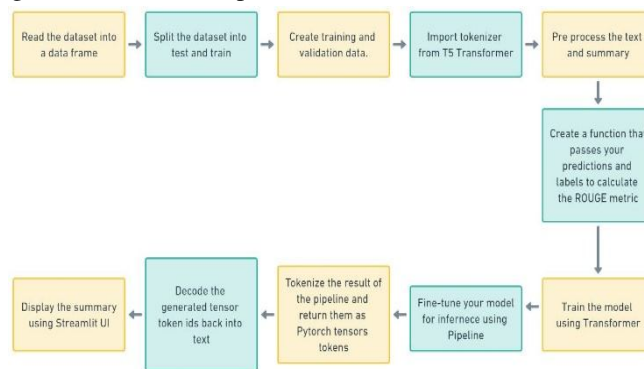 Read the dataset into
a data frame
Split the dataset into
test and train
Create training and
validation data.
Import tokenizer
from T5 Transformer
Pre process the text
and summary
Create a function that
passes your
predictions and
labels to calculate
the ROUGE metric
Train the model
using Transformer
Fine-tune your model
for infernece using
Pipeline
Tokenize the result of
the pipeline and
return them as
Pytorch tensors
tokens
Decode the
generated tensor
token ids back into
text
Display the summary
using Streamlit UI